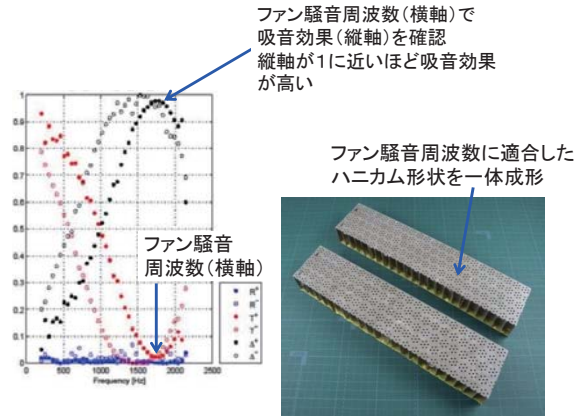 ファン騒音周波数(横軸)で
吸音効果(縦軸)を確認
縦軸が1に近いほど吸音効果
が高い
ファン騒音周波数に適合した
ハニカム形状を一体成形
1
0.9
0.8
0.7
0.6
0.5
0.4
0.3
0.2
0.1
0
ファン騒音
周波数(横軸)
R+
R-
T+
T-
Δ+
Δ-
0 500 1000 1500 2000 2500
Frequency [Hz]